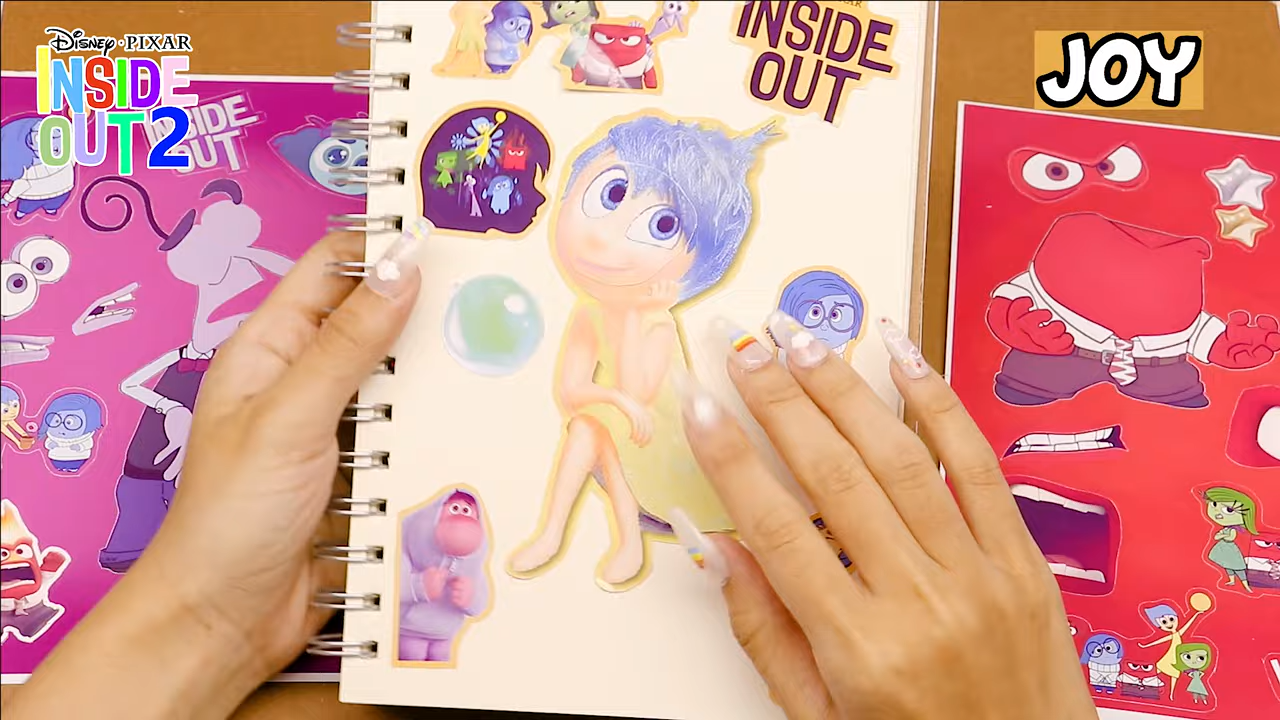 Disney·PIXAR
INSIDE
OUT 2
INSIDE
OUT
INSIDE
OUT
JOY